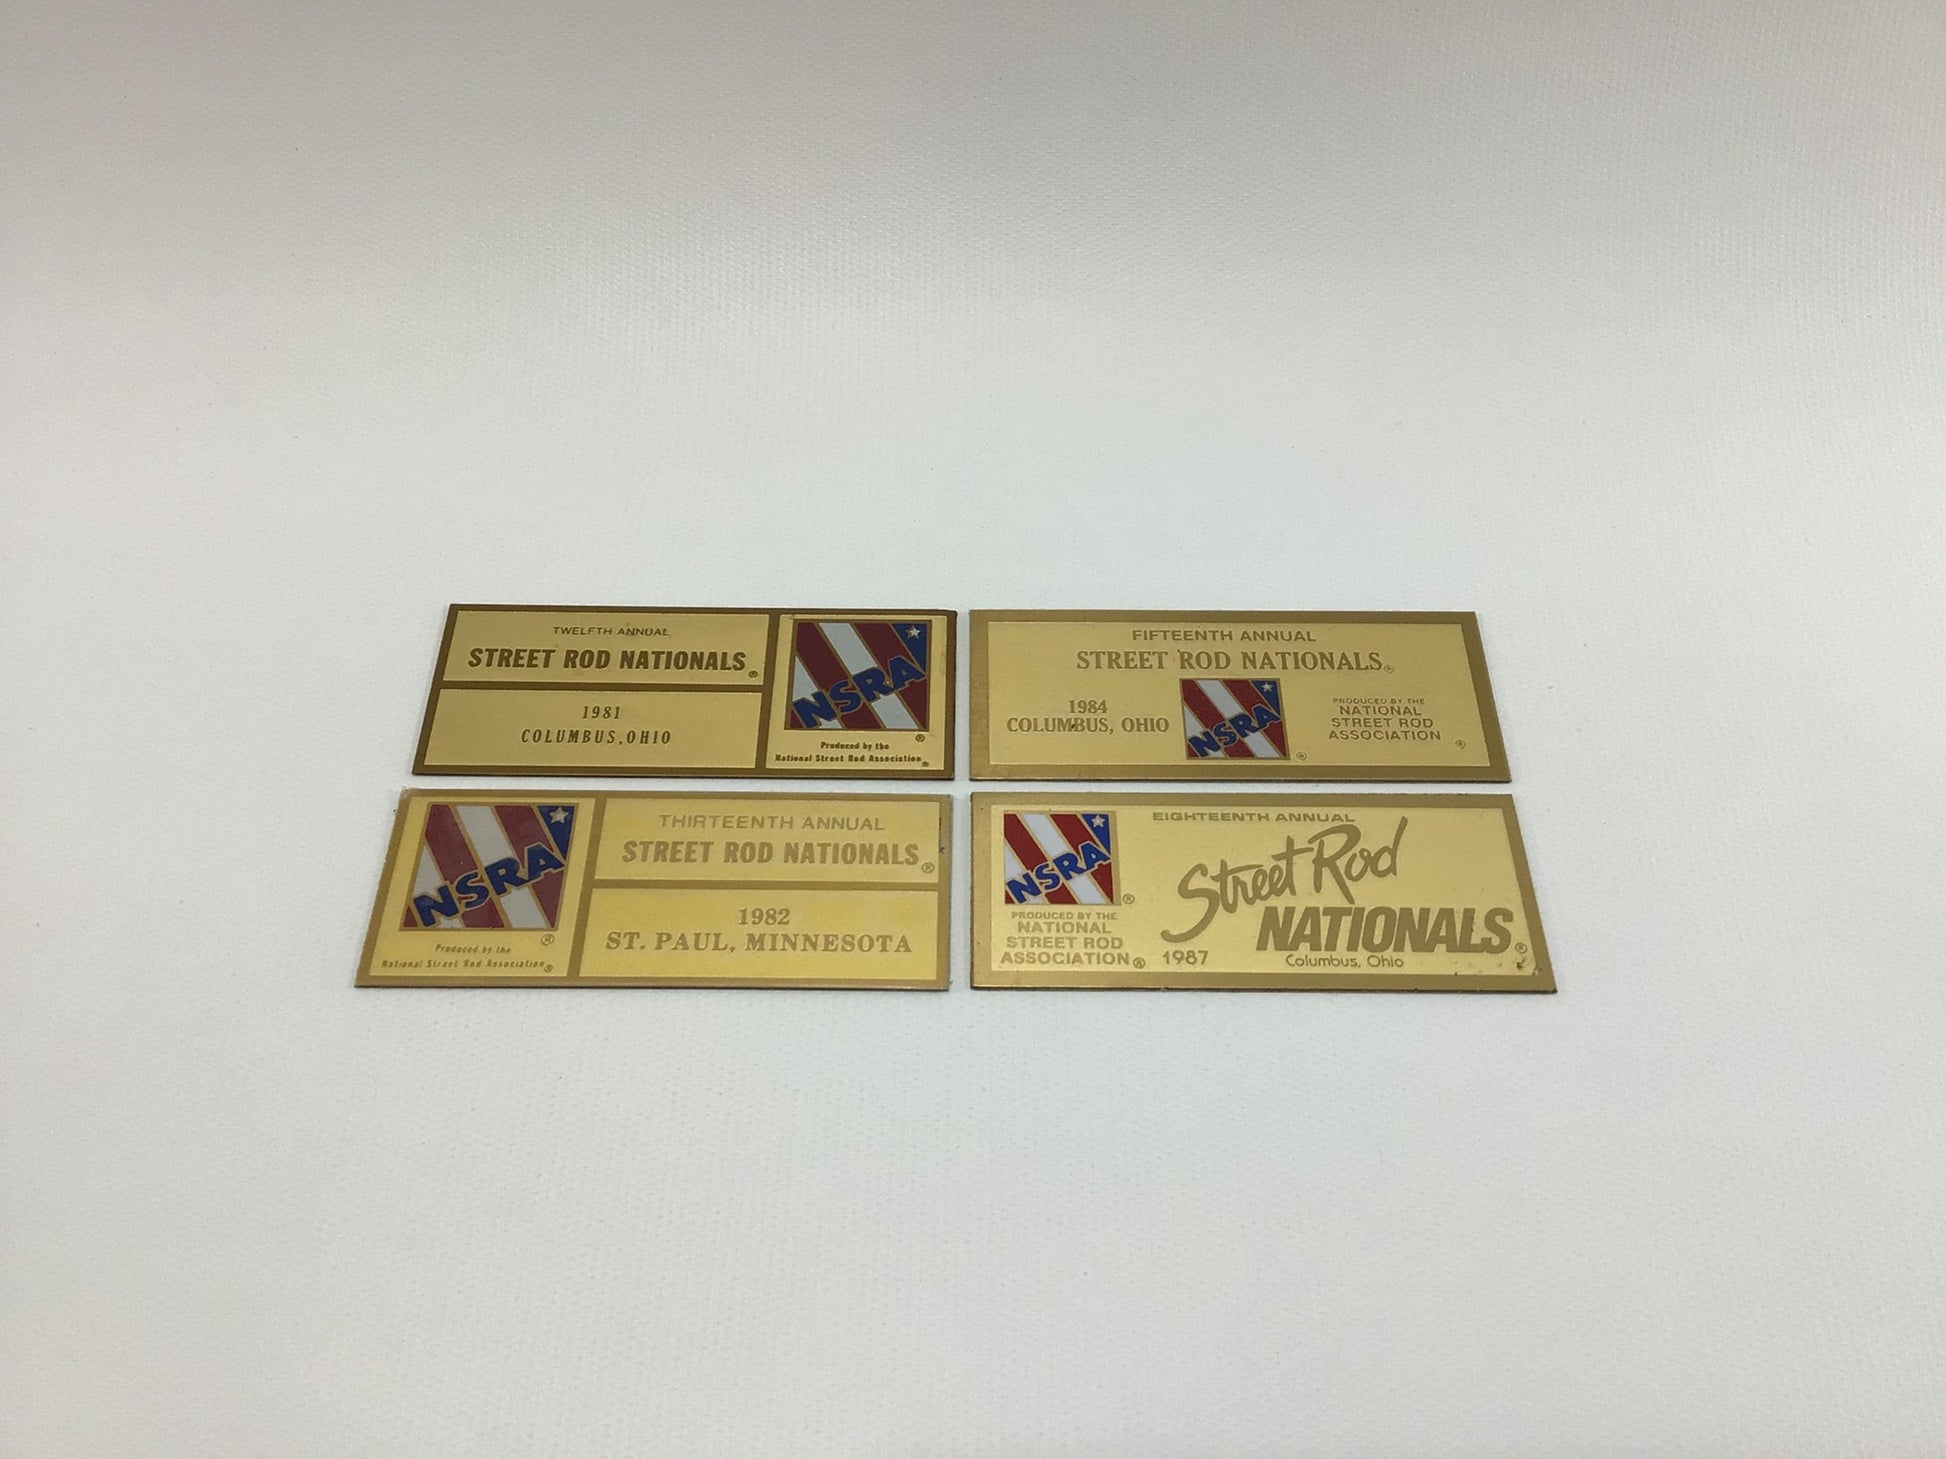 TWELFTH ANNUAL
STREET ROD NATIONALS®
1981
COLUMBUS, OHIO
NSRA
®
Produced by the
National Street Rod Association®
FIFTEENTH ANNUAL
STREET ROD NATIONALS®
1984
COLUMBUS, OHIO
NSRA
®
PRODUCED BY THE
NATIONAL
STREET ROD
ASSOCIATION ®
NSRA
®
Produced by the
National Street Rod Association®
THIRTEENTH ANNUAL
STREET ROD NATIONALS®
1982
ST. PAUL, MINNESOTA
NSRA
®
PRODUCED BY THE
NATIONAL
STREET ROD
ASSOCIATION®
EIGHTEENTH ANNUAL
Street Rod
NATIONALS®
1987
Columbus, Ohio